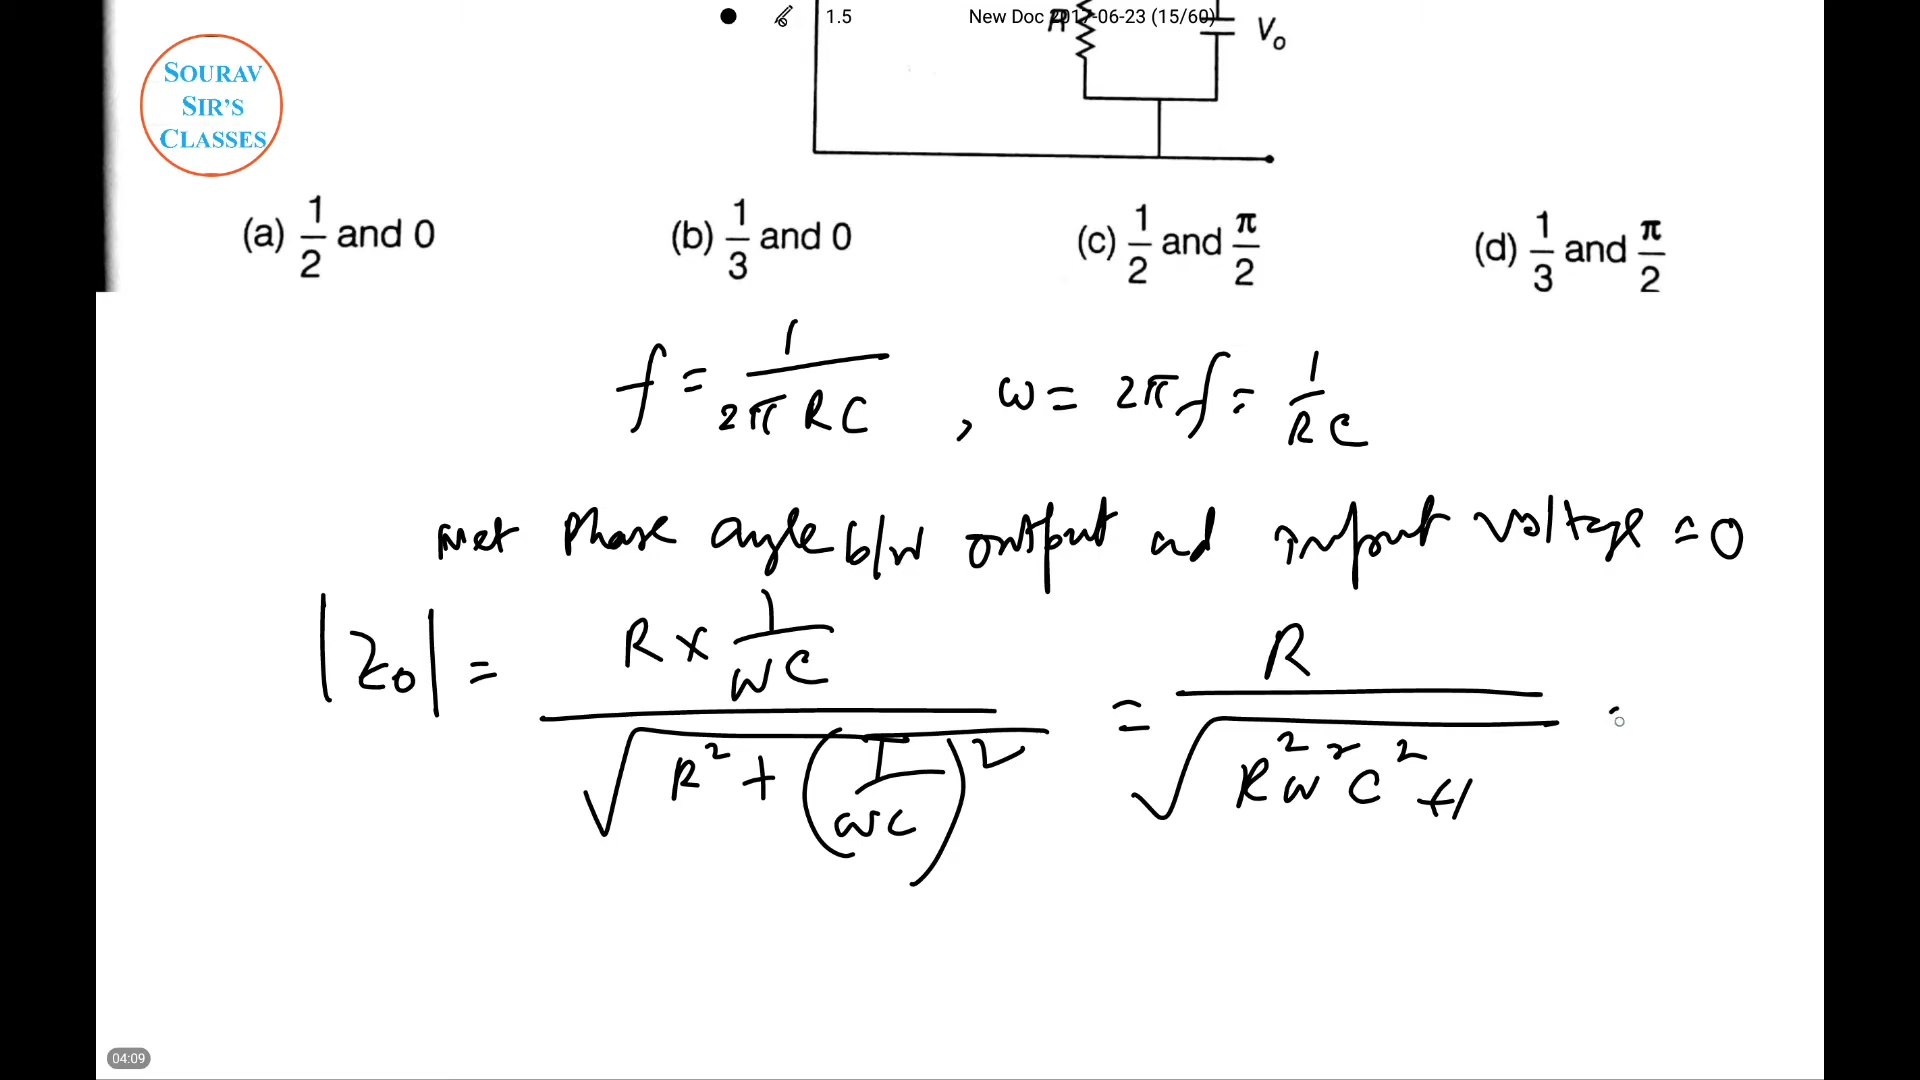 1.5 New Doc 2017-06-23 (15/60)
R
V₀
SOURAV
SIR'S
CLASSES
(a) 1/2 and 0 (b) 1/3 and 0 (c) 1/2 and π/2 (d) 1/3 and π/2
f = 1/(2π RC) , ω = 2πf = 1/(RC)
net phase angle b/w output and input voltage = 0
|Z₀| = (R × 1/(ωC)) / √(R² + (1/(ωC))²) = R / √(R²ω²C² + 1) =
04:09